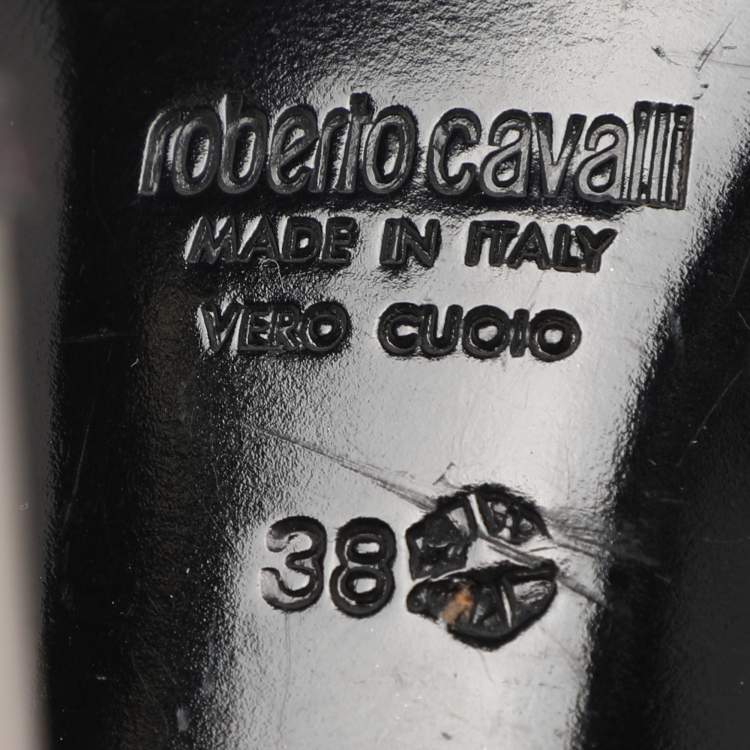 roberto cavalli
MADE IN ITALY
VERO CUOIO
38